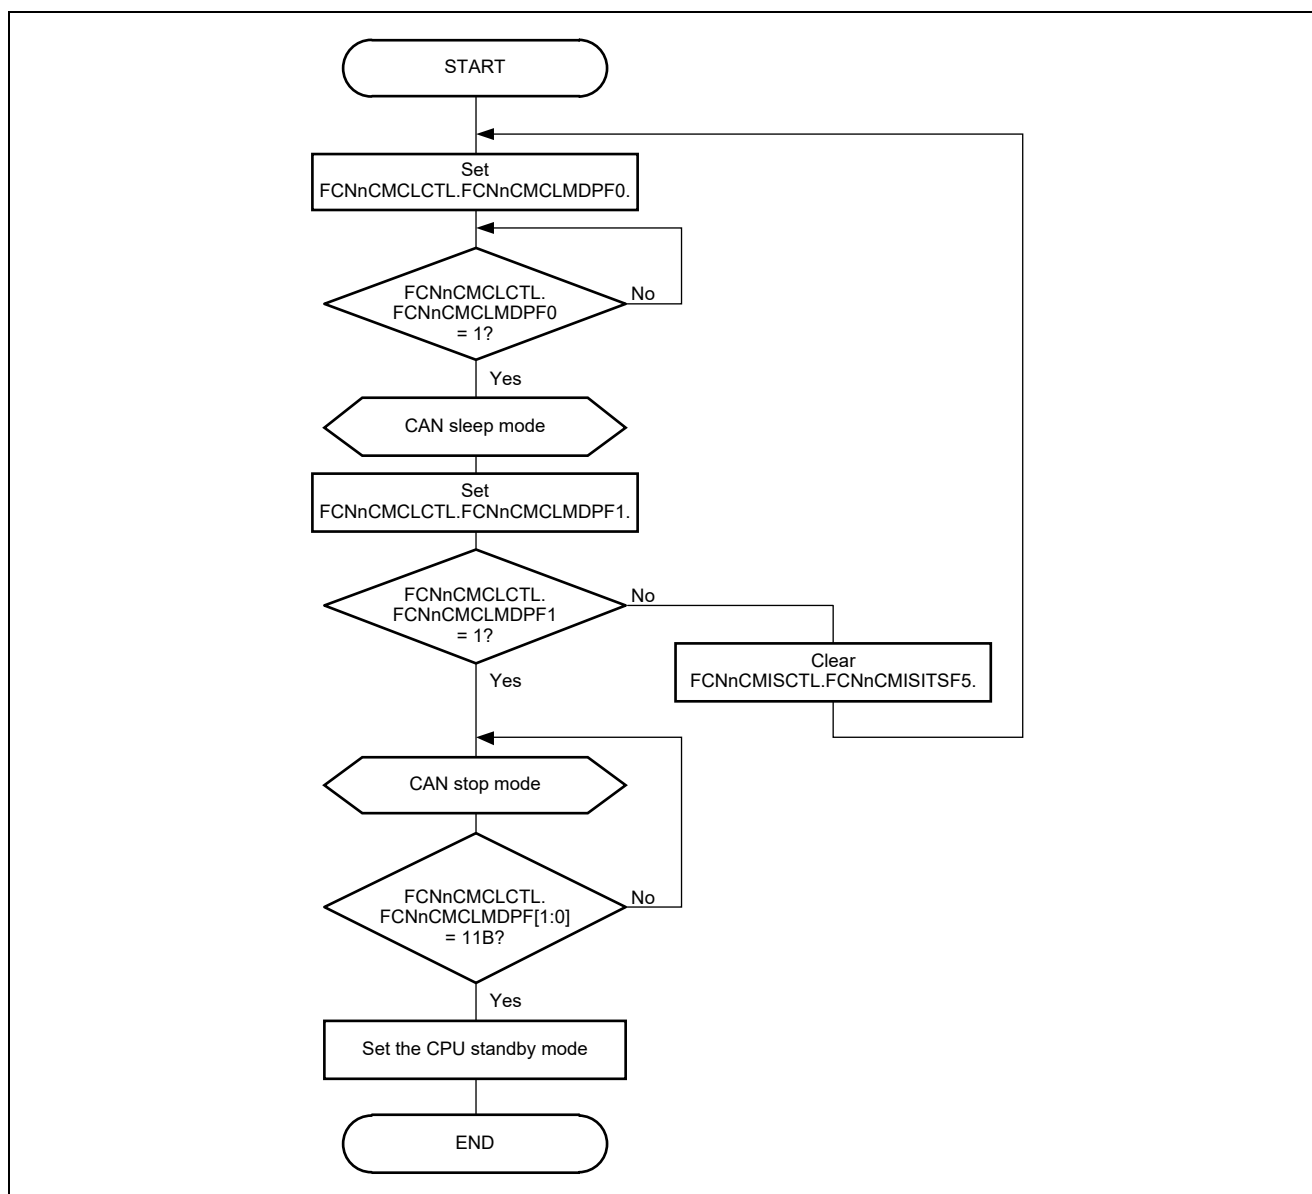 START
Set
FCNnCMCLCTL.FCNnCMCLMDPF0.
FCNnCMCLCTL.
FCNnCMCLMDPF0
= 1?
No
Yes
CAN sleep mode
Set
FCNnCMCLCTL.FCNnCMCLMDPF1.
FCNnCMCLCTL.
FCNnCMCLMDPF1
= 1?
No
Yes
Clear
FCNnCMISCTL.FCNnCMISITSF5.
CAN stop mode
FCNnCMCLCTL.
FCNnCMCLMDPF[1:0]
= 11B?
No
Yes
Set the CPU standby mode
END